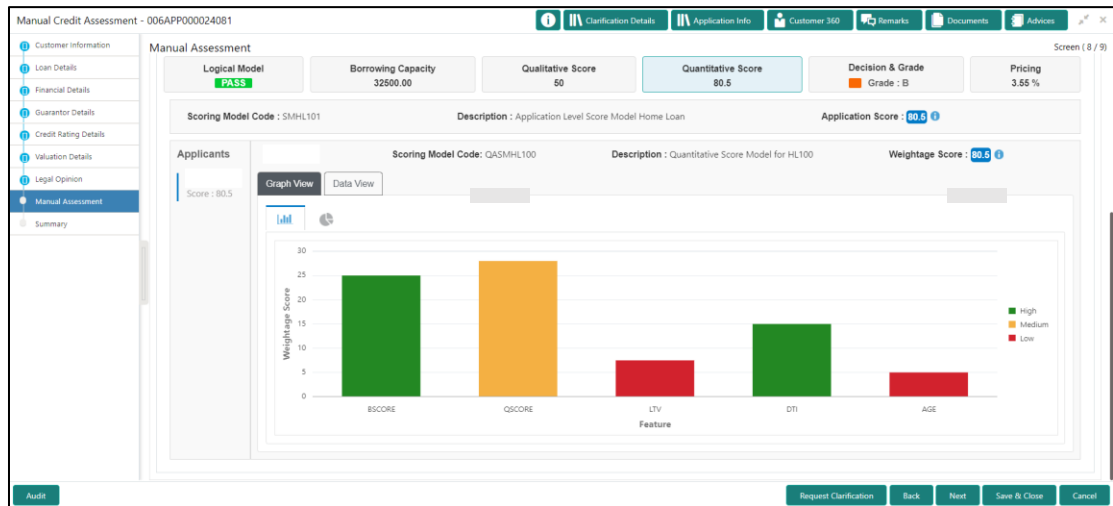 Manual Credit Assessment - 006APP000024081
Clarification Details
Application Info
Customer 360
Remarks
Documents
Advices
Customer Information
Loan Details
Financial Details
Guarantor Details
Credit Rating Details
Valuation Details
Legal Opinion
Manual Assessment
Summary
Manual Assessment
Screen ( 8 / 9)
Logical Model
PASS
Borrowing Capacity
32500.00
Qualitative Score
50
Quantitative Score
80.5
Decision & Grade
Grade : B
Pricing
3.55 %
Scoring Model Code : SMHL101
Description : Application Level Score Model Home Loan
Application Score : 80.5
Applicants
Score : 80.5
Scoring Model Code: QASMHL100
Description : Quantitative Score Model for HL100
Weightage Score : 80.5
Graph View
Data View
30
25
20
15
10
5
0
Weightage Score
BSCORE
QSCORE
LTV
DTI
AGE
Feature
High
Medium
Low
Audit
Request Clarification
Back
Next
Save & Close
Cancel